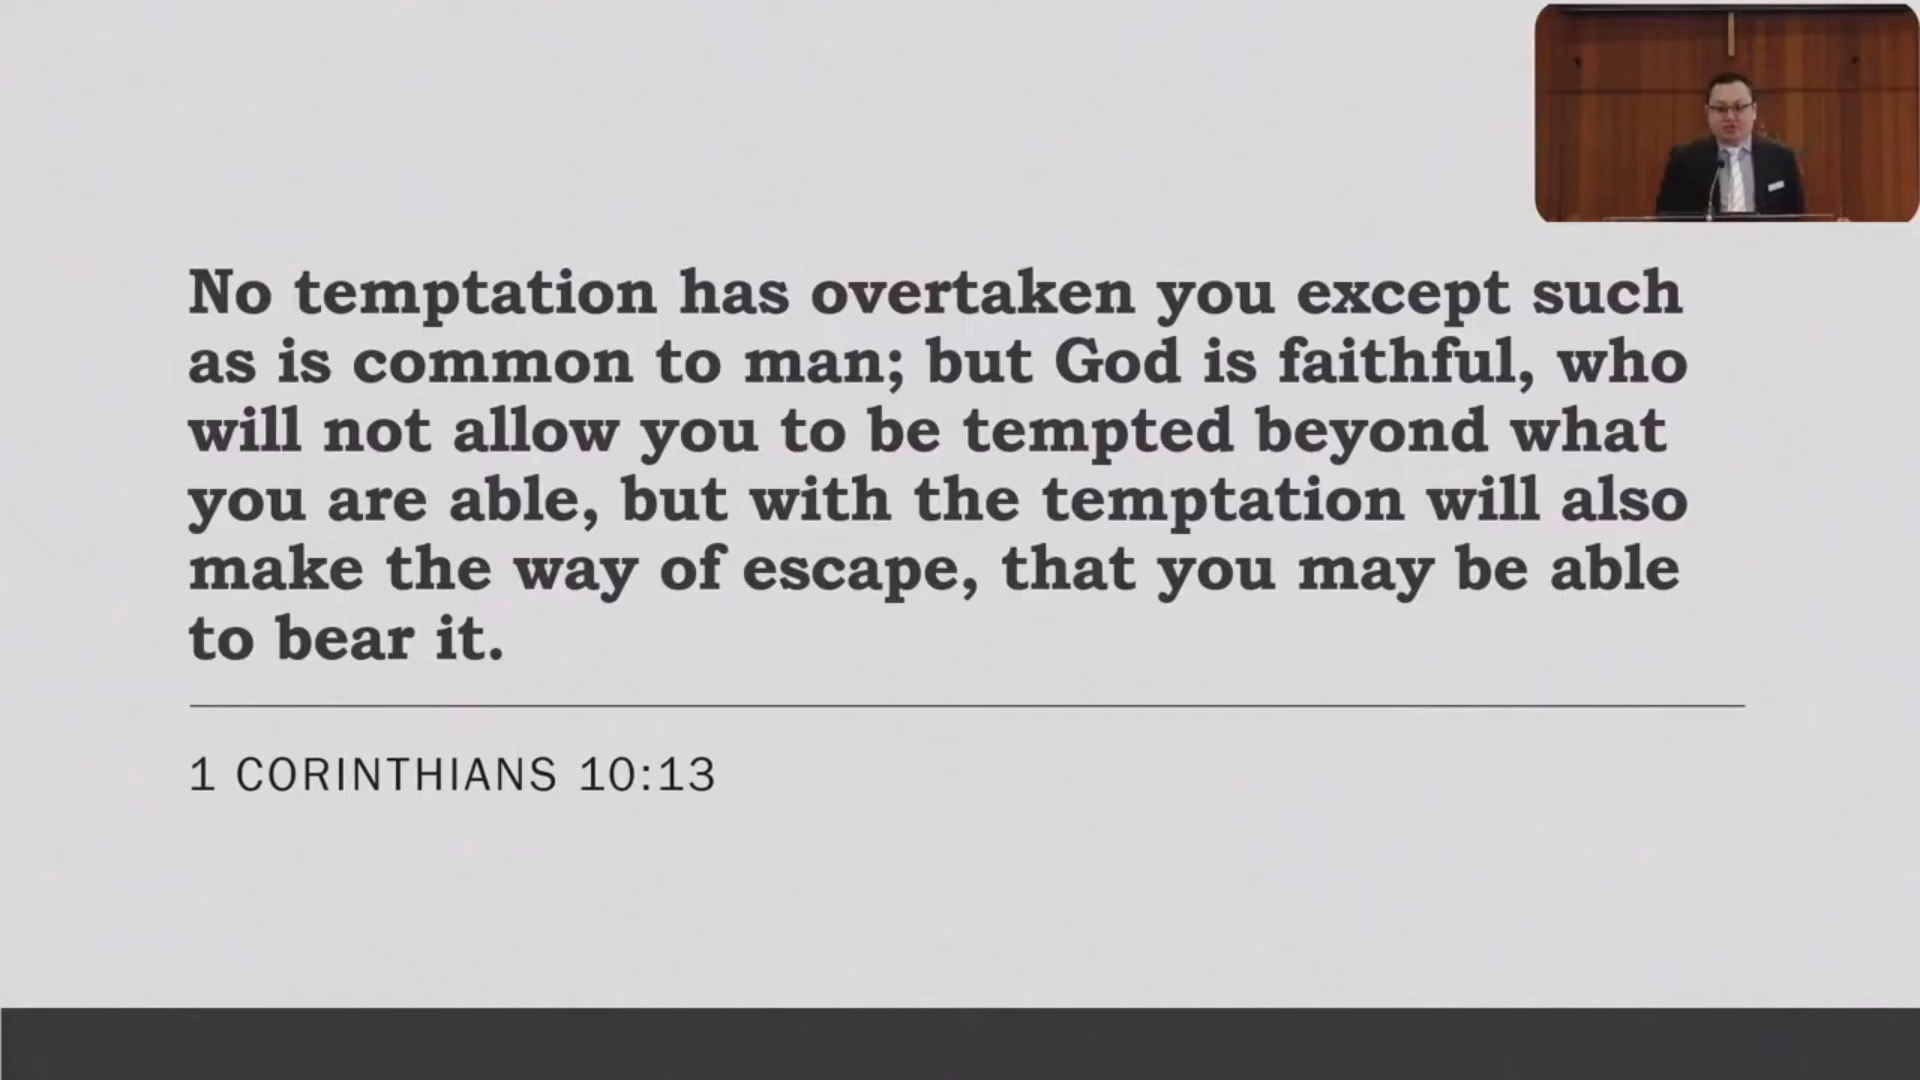 No temptation has overtaken you except such
as is common to man; but God is faithful, who
will not allow you to be tempted beyond what
you are able, but with the temptation will also
make the way of escape, that you may be able
to bear it.
1 CORINTHIANS 10:13